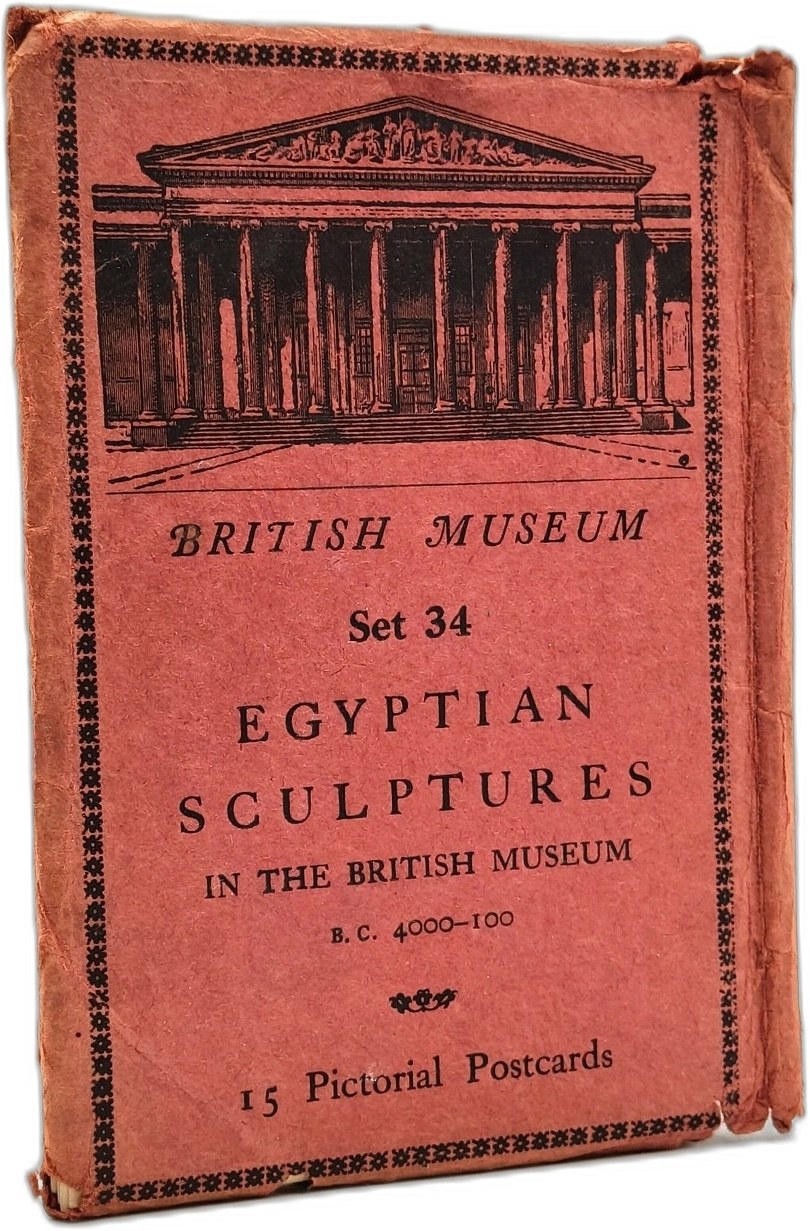 BRITISH MUSEUM
Set 34
EGYPTIAN
SCULPTURES
IN THE BRITISH MUSEUM
B. C. 4000–100
15 Pictorial Postcards